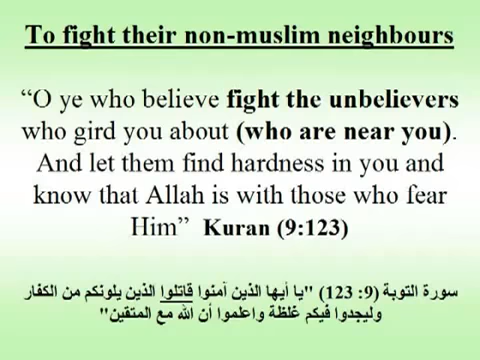 To fight their non-muslim neighbours
“O ye who believe fight the unbelievers
who gird you about (who are near you).
And let them find hardness in you and
know that Allah is with those who fear
Him” Kuran (9:123)
سورة التوبة (9: 123) "يا أيها الذين آمنوا قاتلوا الذين يلونكم من الكفار
وليجدوا فيكم غلظة واعلموا أن الله مع المتقين"